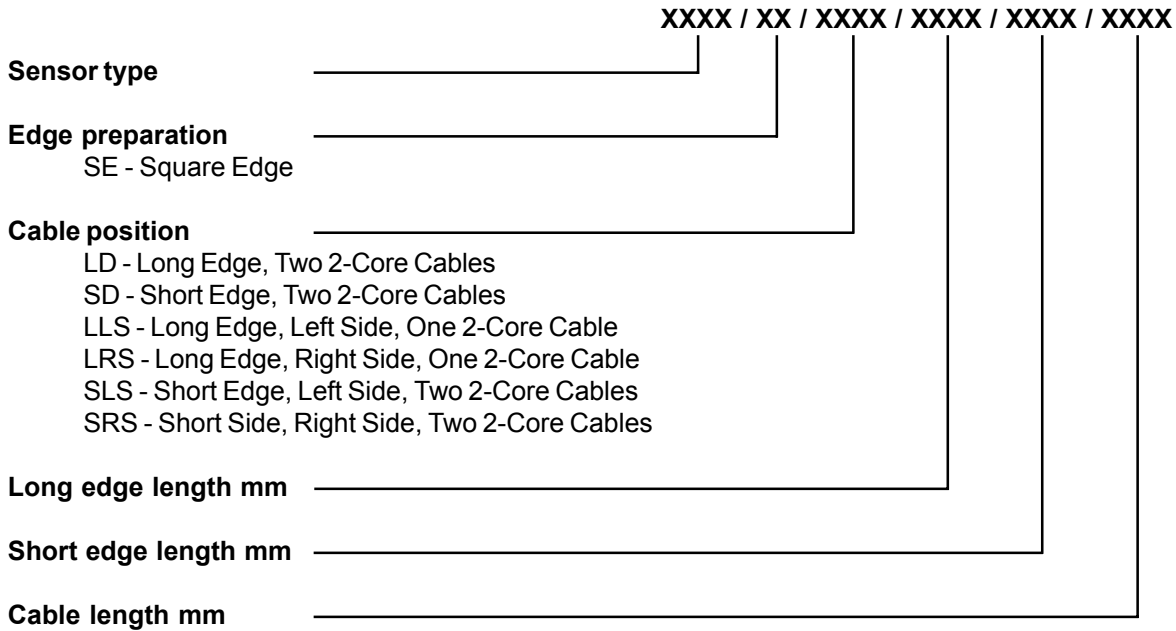 XXXX / XX / XXXX / XXXX / XXXX / XXXX
Sensor type
Edge preparation
SE - Square Edge
Cable position
LD - Long Edge, Two 2-Core Cables
SD - Short Edge, Two 2-Core Cables
LLS - Long Edge, Left Side, One 2-Core Cable
LRS - Long Edge, Right Side, One 2-Core Cable
SLS - Short Edge, Left Side, Two 2-Core Cables
SRS - Short Side, Right Side, Two 2-Core Cables
Long edge length mm
Short edge length mm
Cable length mm